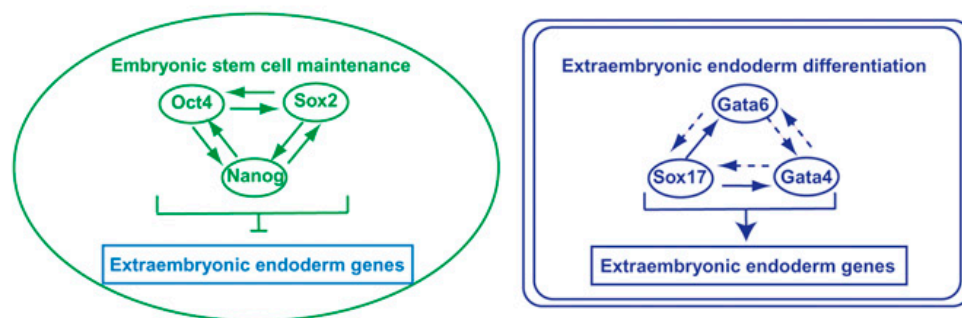 Embryonic stem cell maintenance
Oct4
Sox2
Nanog
Extraembryonic endoderm genes
Extraembryonic endoderm differentiation
Gata6
Sox17
Gata4
Extraembryonic endoderm genes